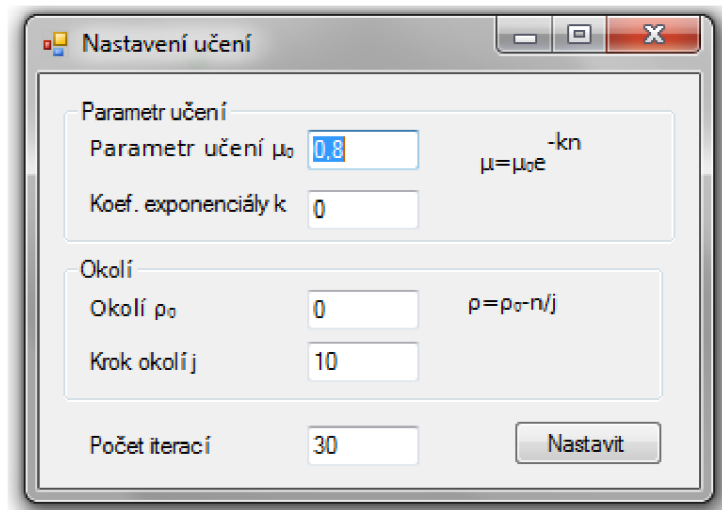 Nastavení učení
Parametr učení
Parametr učení μ₀ 0,8 μ=μ₀e^-kn
Koef. exponenciály k 0
Okolí
Okolí ρ₀ 0 ρ=ρ₀-n/j
Krok okolí j 10
Počet iterací 30 Nastavit